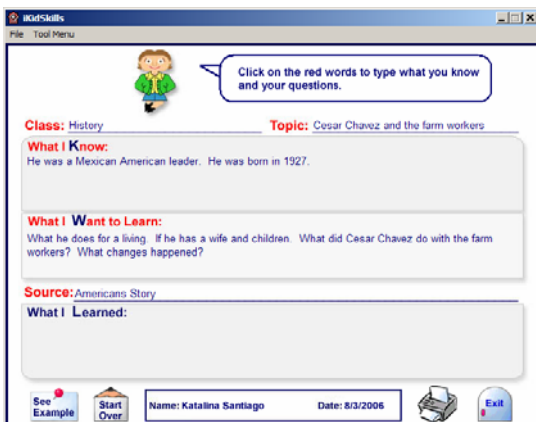 iKidSkills
File Tool Menu
Click on the red words to type what you know
and your questions.
Class: History
Topic: Cesar Chavez and the farm workers
What I Know:
He was a Mexican American leader. He was born in 1927.
What I Want to Learn:
What he does for a living. If he has a wife and children. What did Cesar Chavez do with the farm
workers? What changes happened?
Source: Americans Story
What I Learned:
See
Example
Start
Over
Name: Katalina Santiago Date: 8/3/2006
Exit